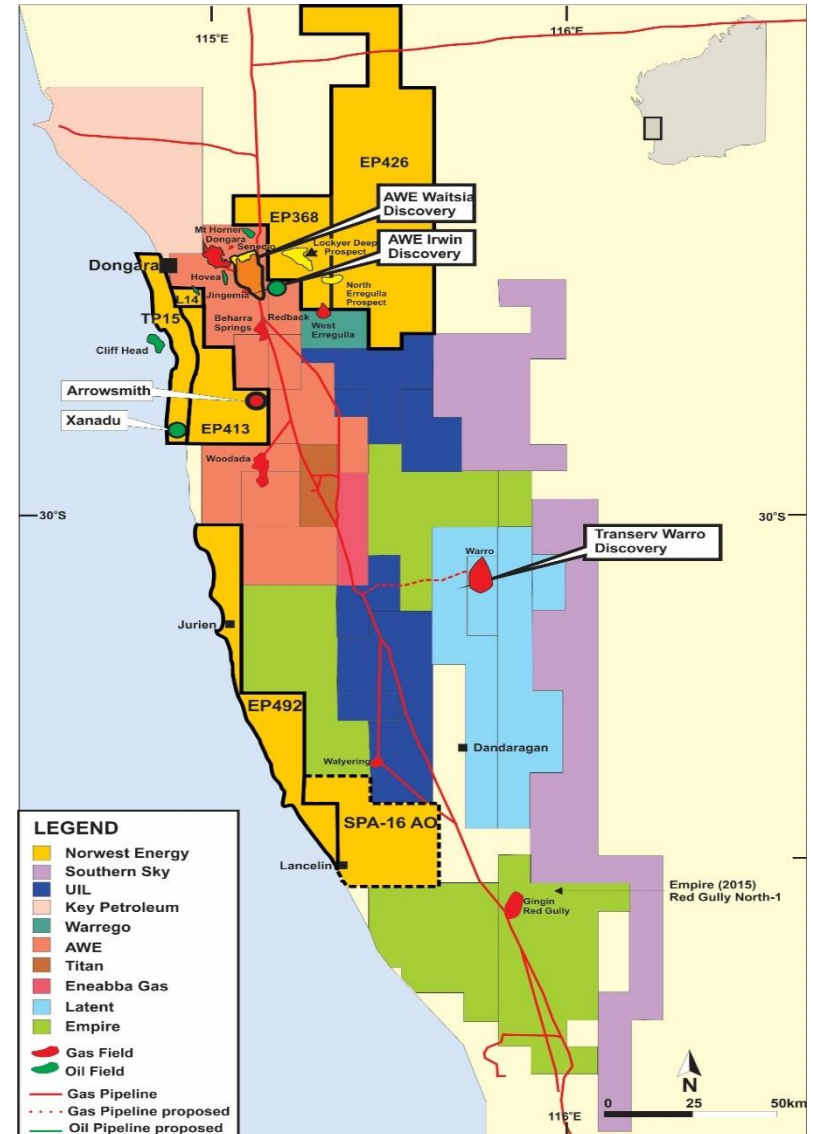 115°E
116°E
EP426
AWE Waitsia
Discovery
EP368
Mt Horner
Dongara
Senecio
Lockyer Deep
Prospect
AWE Irwin
Discovery
Dongara
Hovea
Jingemia
North
Erregulla
Prospect
L14
TP15
Beharra
Springs
Redback
West
Erregulla
Cliff Head
Arrowsmith
Xanadu
EP413
Woodada
30°S
30°S
Transerv Warro
Discovery
Warro
Jurien
EP492
Dandaragan
Walyering
SPA-16 AO
Lancelin
Gingin
Red Gully
Empire (2015)
Red Gully North-1
LEGEND
Norwest Energy
Southern Sky
UIL
Key Petroleum
Warrego
AWE
Titan
Eneabba Gas
Latent
Empire
Gas Field
Oil Field
Gas Pipeline
Gas Pipeline proposed
Oil Pipeline proposed
N
0 25 50km
116°E